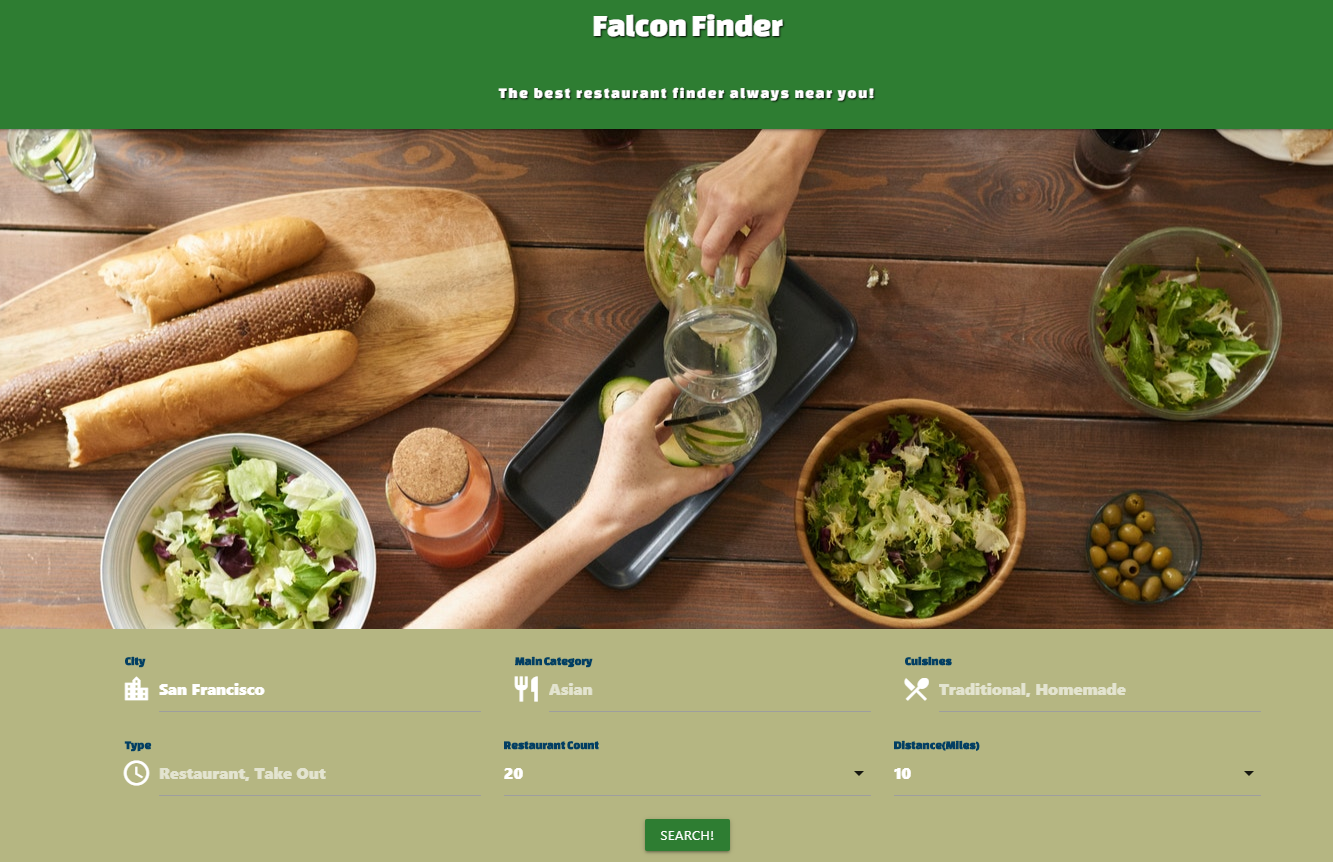 Falcon Finder
The best restaurant finder always near you!
City
Main Category
Cuisines
San Francisco
Asian
Traditional, Homemade
Type
Restaurant Count
Distance(Miles)
Restaurant, Take Out
20
10
SEARCH!